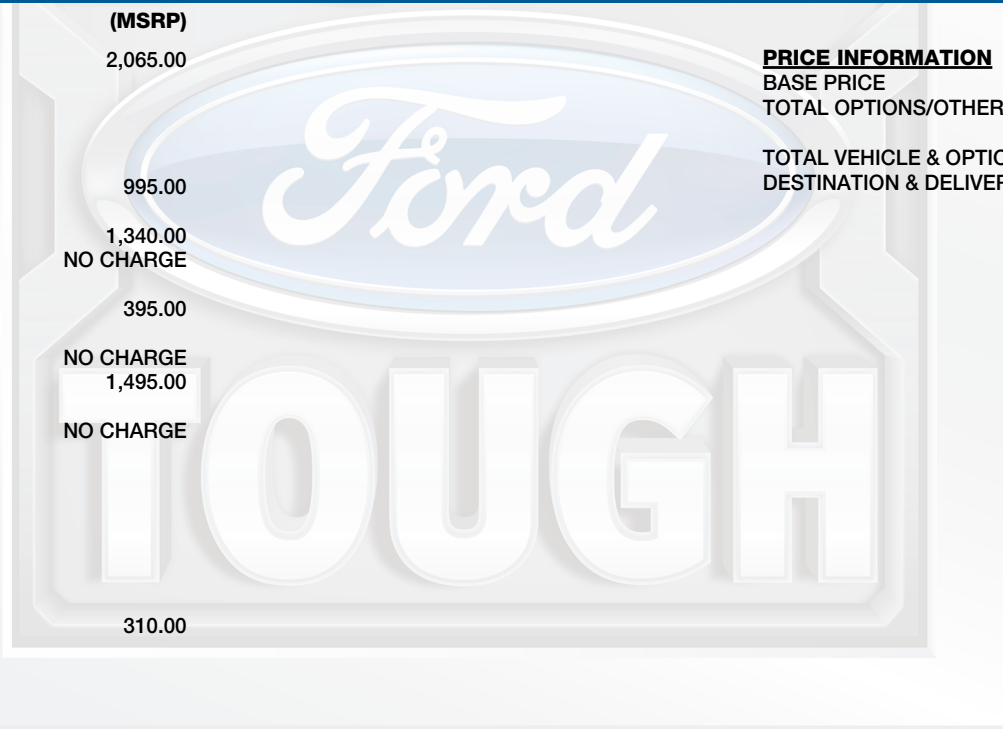 (MSRP)
2,065.00
995.00
1,340.00
NO CHARGE
395.00
NO CHARGE
1,495.00
NO CHARGE
310.00
PRICE INFORMATION
BASE PRICE
TOTAL OPTIONS/OTHER
TOTAL VEHICLE & OPTIO
DESTINATION & DELIVER
Ford
TOUGH